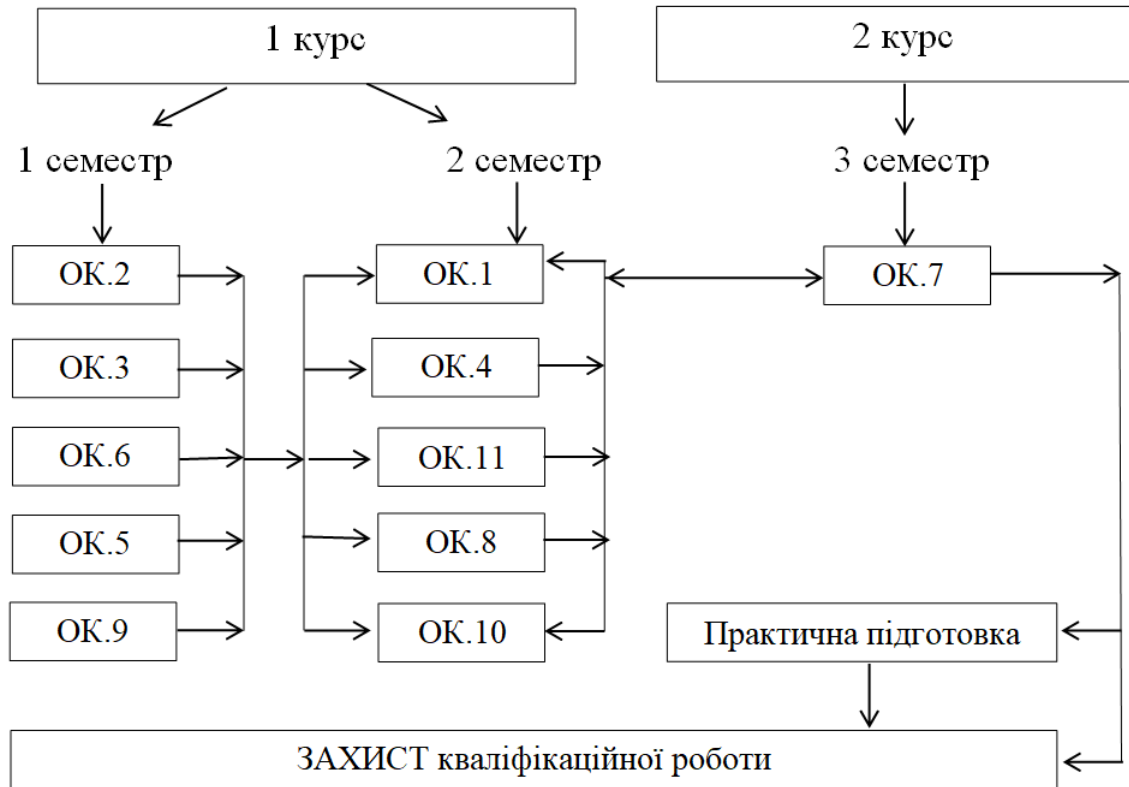 1 курс
2 курс
1 семестр
2 семестр
3 семестр
ОК.2
ОК.1
ОК.7
ОК.3
ОК.4
ОК.6
ОК.11
ОК.5
ОК.8
ОК.9
ОК.10
Практична підготовка
ЗАХИСТ кваліфікаційної роботи